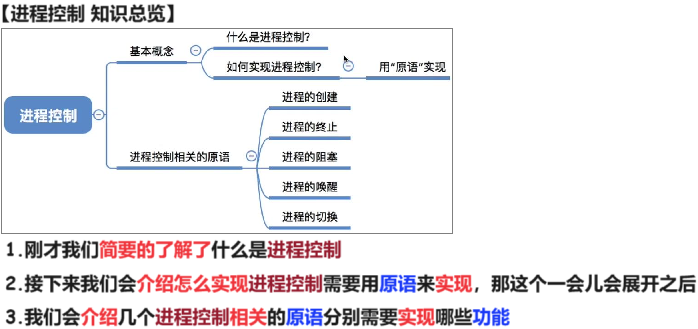 【进程控制 知识总览】
什么是进程控制?
基本概念
如何实现进程控制?
用“原语”实现
进程控制
进程的创建
进程的终止
进程控制相关的原语
进程的阻塞
进程的唤醒
进程的切换
1.刚才我们简要的了解了什么是进程控制
2.接下来我们会介绍怎么实现进程控制需要用原语来实现，那这个一会儿会展开之后
3.我们会介绍几个进程控制相关的原语分别需要实现哪些功能